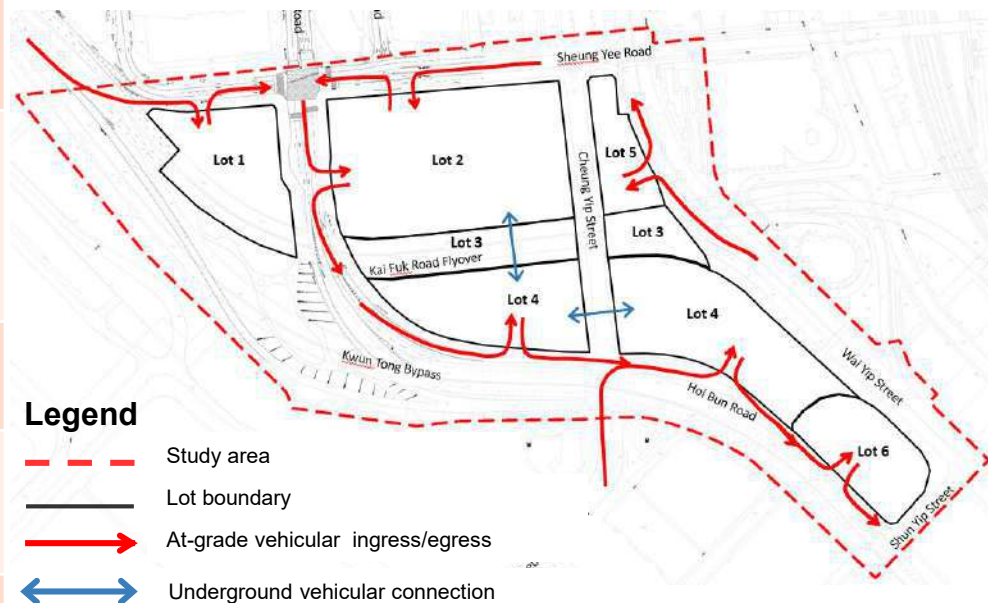 oad
Sheung Yee Road
Lot 1
Lot 2
Lot 5
Cheung Yip Street
Lot 3
Lot 3
Kai Fuk Road Flyover
Lot 4
Lot 4
Kwun Tong Bypass
Hoi Bun Road
Wai Yip Street
Lot 6
Shun Yip Street
Legend
Study area
Lot boundary
At-grade vehicular ingress/egress
Underground vehicular connection